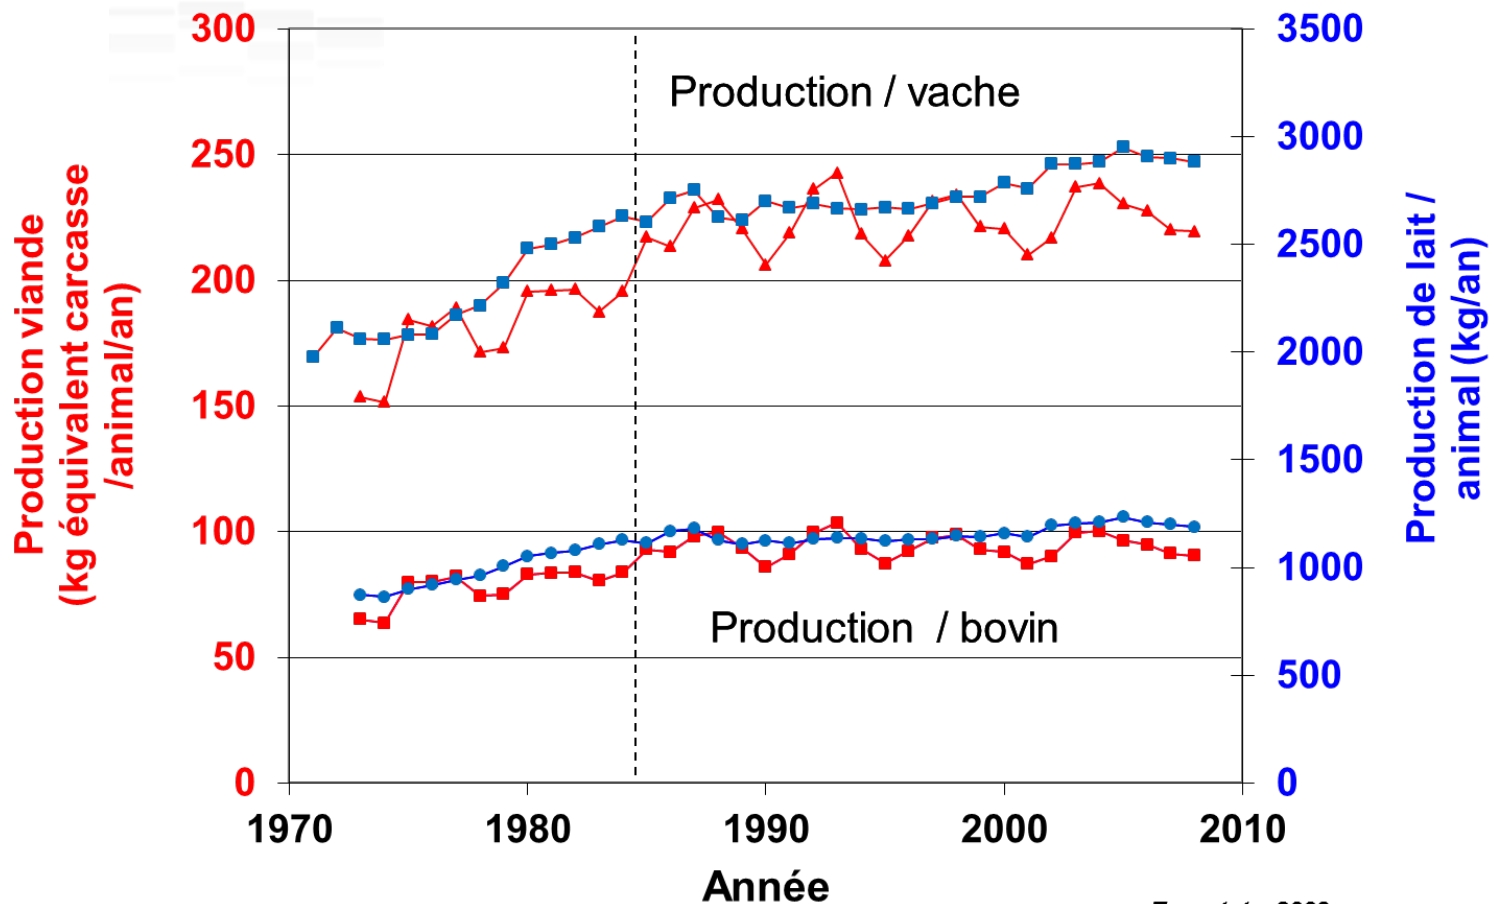 300
250
200
150
100
50
0
Production viande
(kg équivalent carcasse
/animal/an)
Production / vache
Production / bovin
3500
3000
2500
2000
1500
1000
500
0
Production de lait /
animal (kg/an)
1970 1980 1990 2000 2010
Année